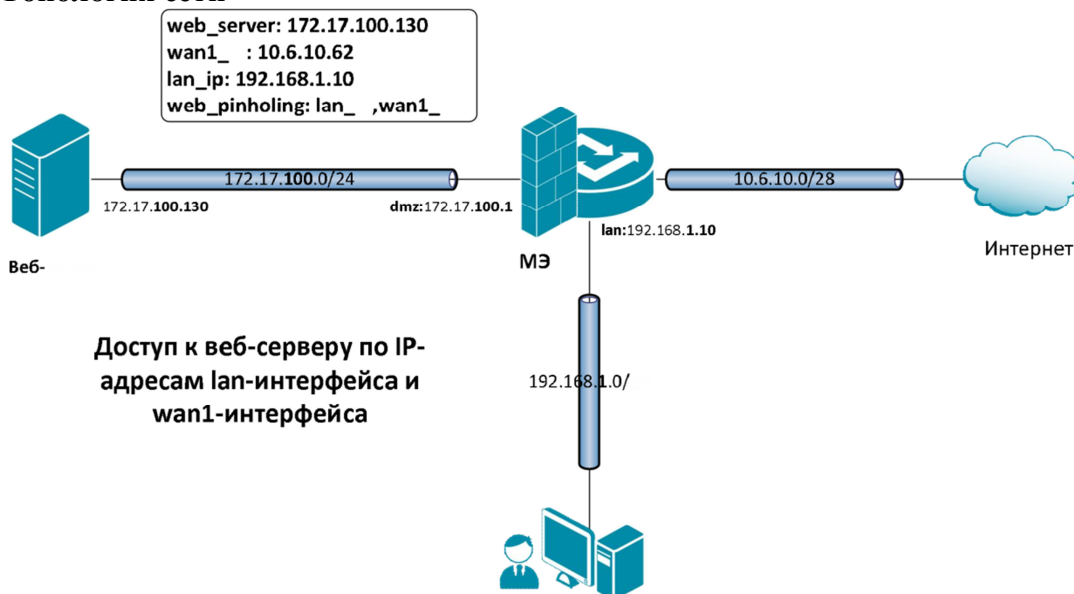 web_server: 172.17.100.130
wan1_ : 10.6.10.62
lan_ip: 192.168.1.10
web_pinholing: lan_ ,wan1_
172.17.100.0/24
10.6.10.0/28
172.17.100.130
dmz:172.17.100.1
lan:192.168.1.10
Веб-
МЭ
Интернет
Доступ к веб-серверу по IP-
адресам lan-интерфейса и
wan1-интерфейса
192.168.1.0/